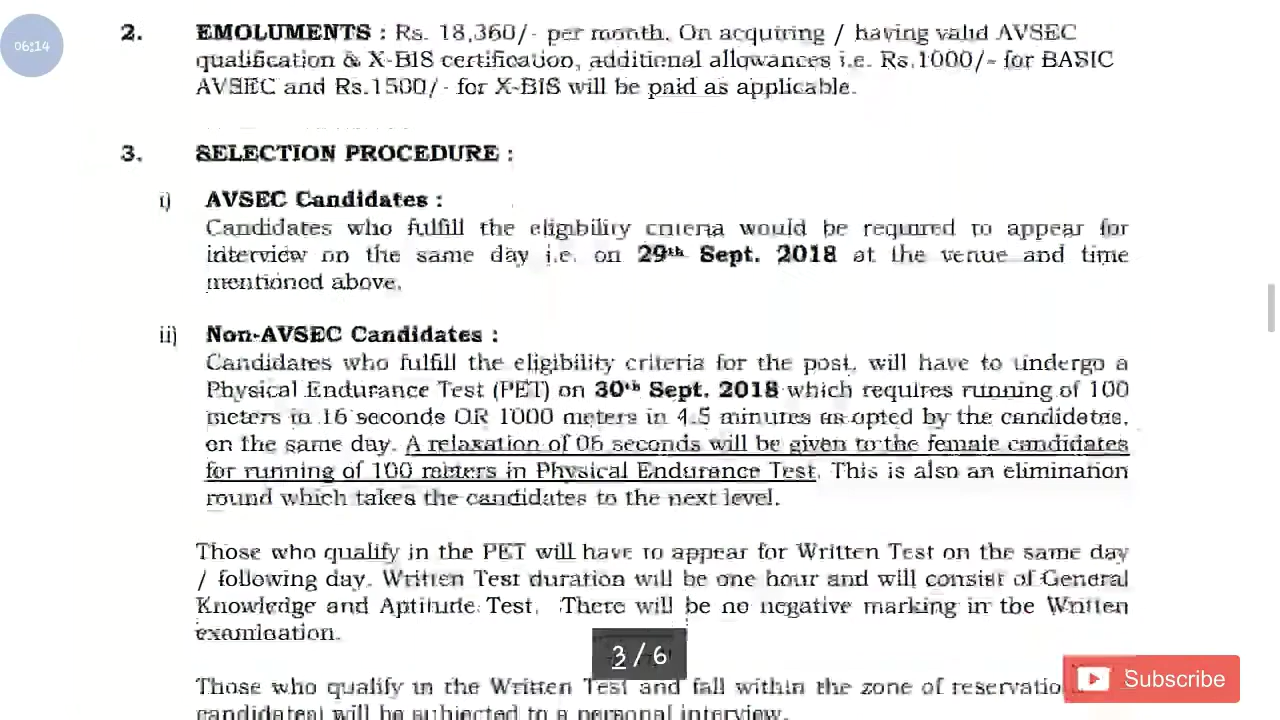 06:14
2. EMOLUMENTS : Rs. 18,360/- per month. On acquiring / having valid AVSEC
qualification & X-BIS certification, additional allowances i.e. Rs.1000/- for BASIC
AVSEC and Rs.1500/- for X-BIS will be paid as applicable.
3. SELECTION PROCEDURE :
i) AVSEC Candidates :
Candidates who fulfill the eligibility criteria would be required to appear for
interview on the same day i.e. on 29th Sept. 2018 at the venue and time
mentioned above.
ii) Non-AVSEC Candidates :
Candidates who fulfill the eligibility criteria for the post, will have to undergo a
Physical Endurance Test (PET) on 30th Sept. 2018 which requires running of 100
meters in 16 seconds OR 1000 meters in 4.5 minutes as opted by the candidates,
on the same day. A relaxation of 06 seconds will be given to the female candidates
for running of 100 meters in Physical Endurance Test. This is also an elimination
round which takes the candidates to the next level.
Those who qualify in the PET will have to appear for Written Test on the same day
/ following day. Written Test duration will be one hour and will consist of General
Knowledge and Aptitude Test. There will be no negative marking in the Written
examination.
3 / 6
Subscribe
Those who qualify in the Written Test and fall within the zone of
candidates) will be subjected to a personal interview.